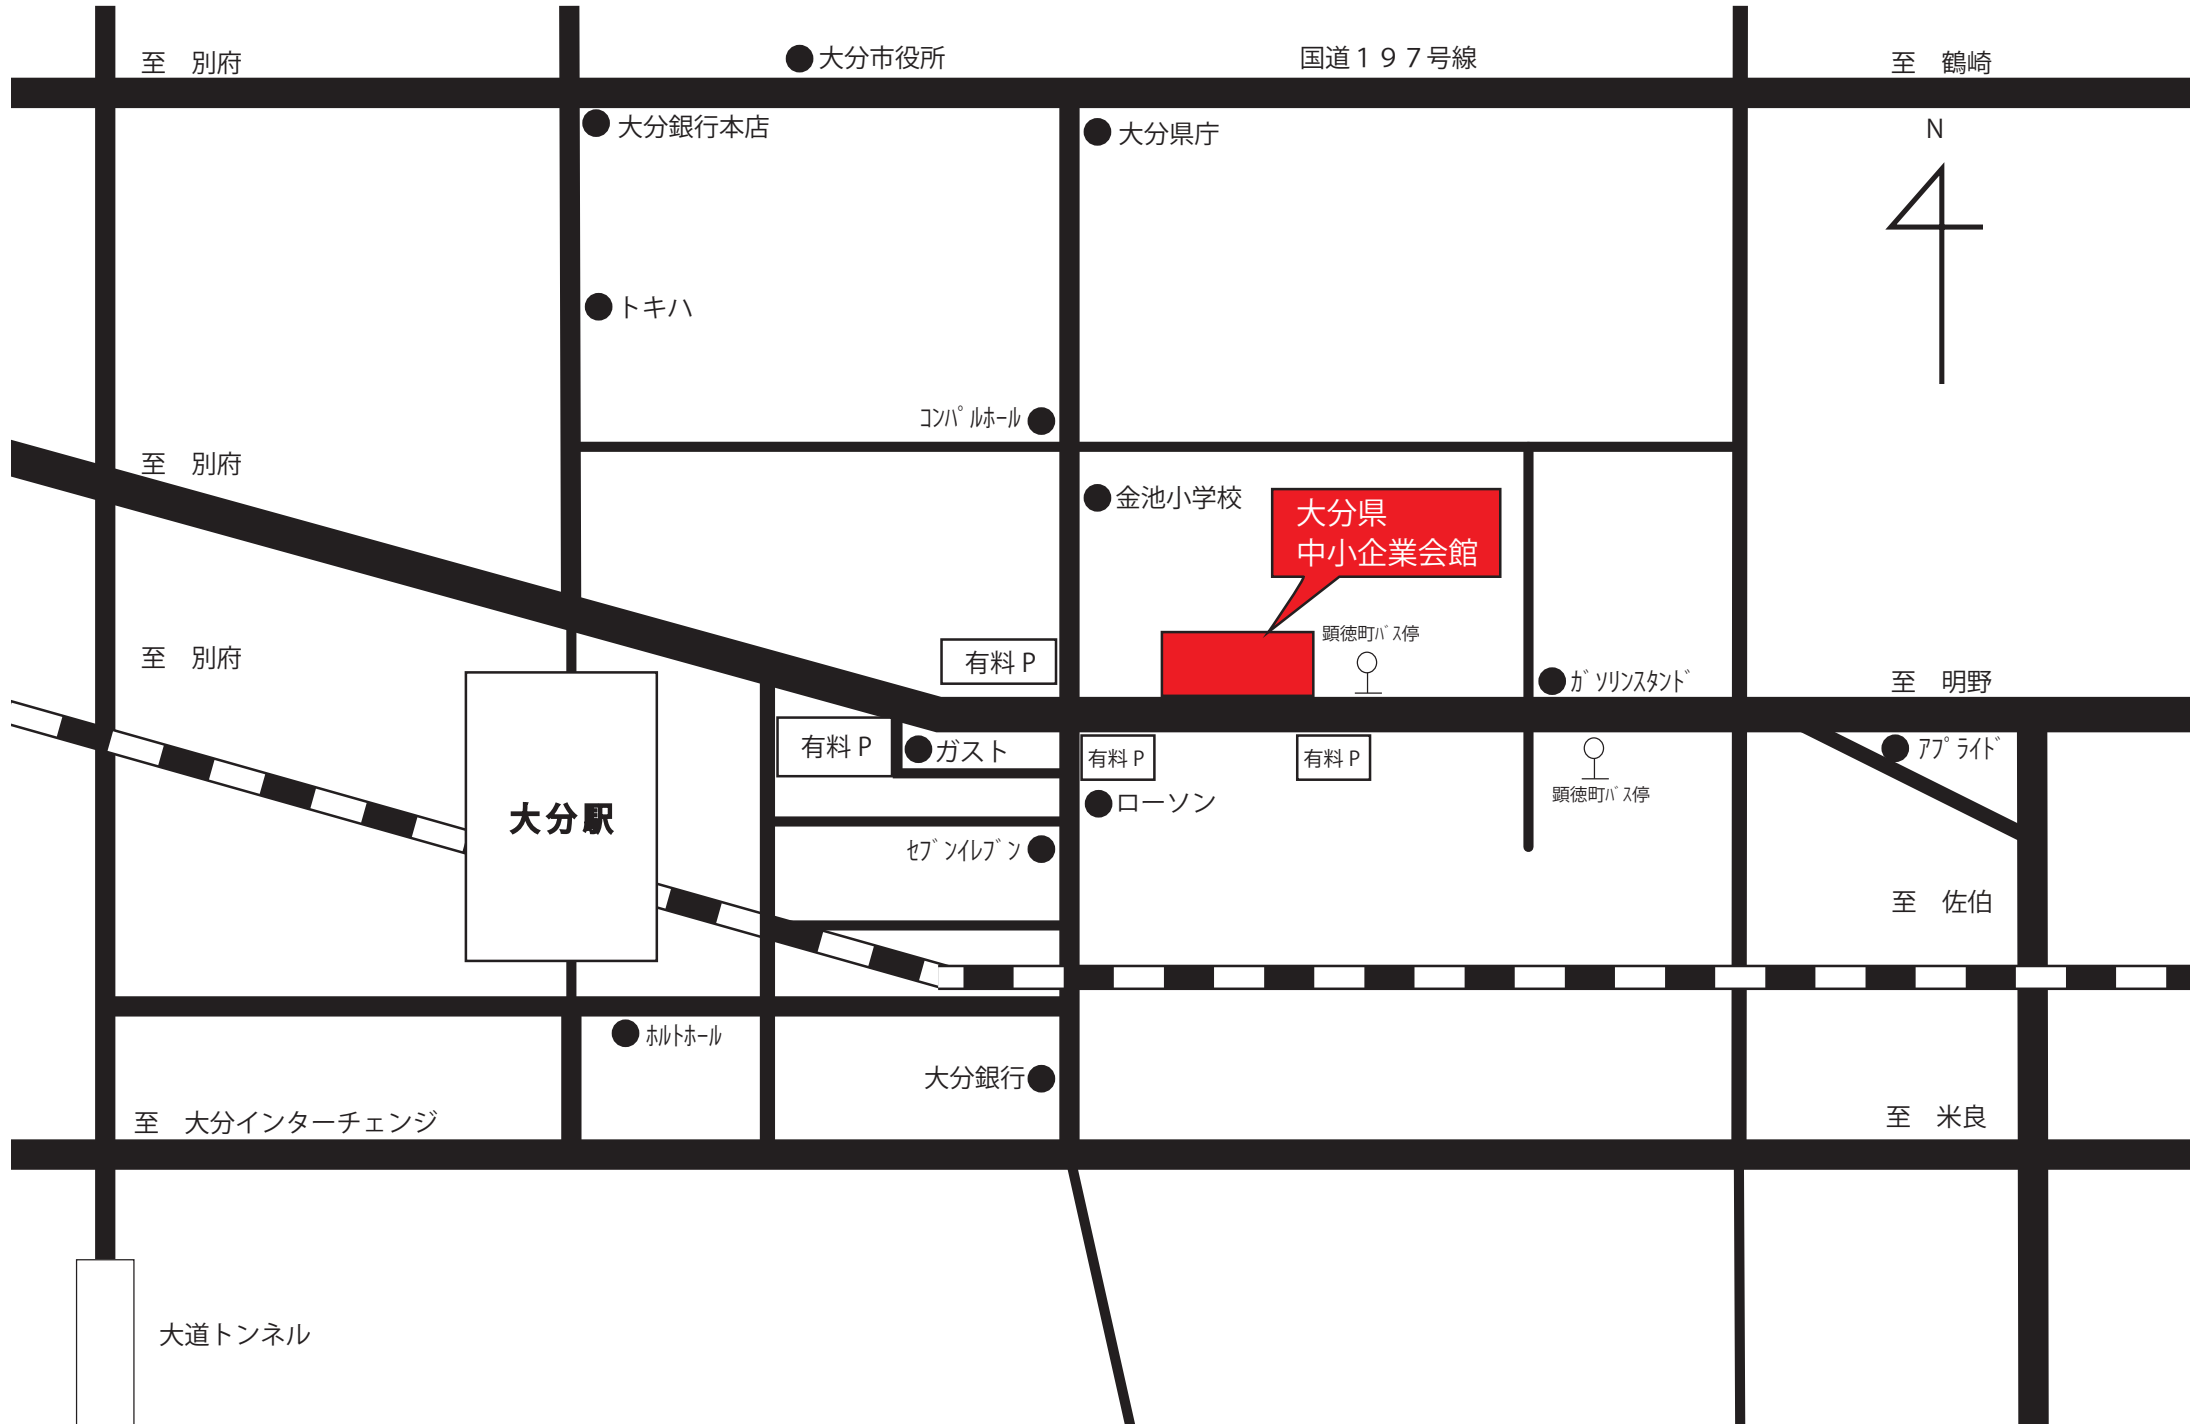 至　別府
大分市役所
国道１９７号線
至　鶴崎
大分銀行本店
大分県庁
N
トキハ
ｺﾝﾊﾟﾙﾎｰﾙ
至　別府
金池小学校
大分県
中小企業会館
顕徳町ﾊﾞｽ停
至　別府
有料 P
ｶﾞｿﾘﾝｽﾀﾝﾄﾞ
至　明野
有料 P
ガスト
有料 P
有料 P
ｱﾌﾟﾗｲﾄﾞ
顕徳町ﾊﾞｽ停
大分駅
ローソン
ｾﾌﾞﾝｲﾚﾌﾞﾝ
至　佐伯
ﾎﾙﾄﾎｰﾙ
大分銀行
至　大分インターチェンジ
至　米良
大道トンネル